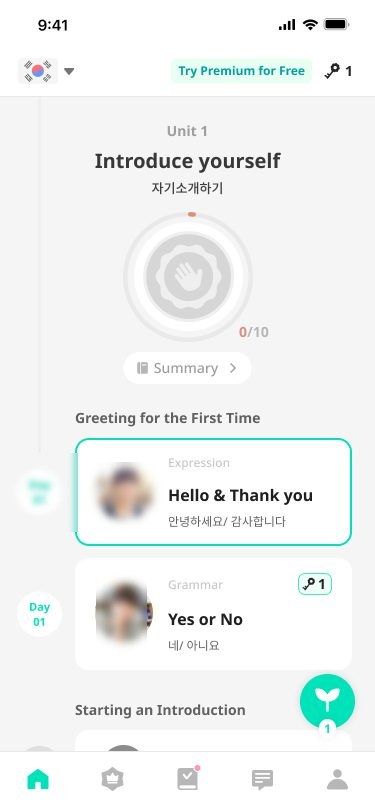 9:41
Try Premium for Free
1
Unit 1
Introduce yourself
자기소개하기
0/10
Summary
Greeting for the First Time
Expression
Hello & Thank you
안녕하세요/ 감사합니다
Grammar
1
Yes or No
네/ 아니요
Day
01
Starting an Introduction
1